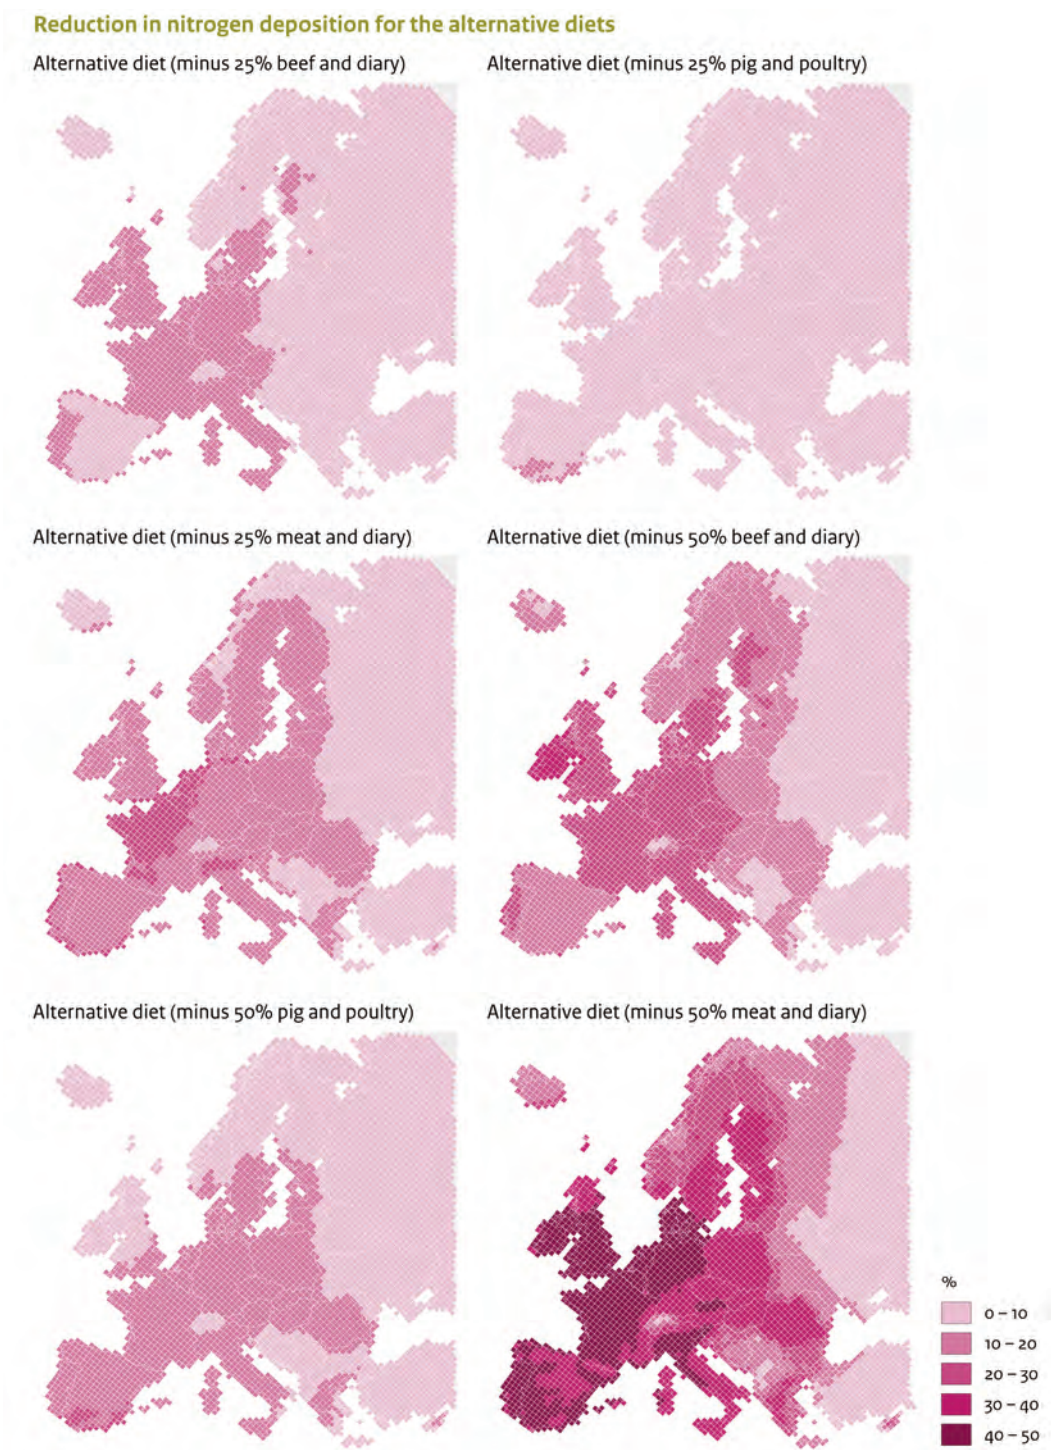 Reduction in nitrogen deposition for the alternative diets
Alternative diet (minus 25% beef and diary)
Alternative diet (minus 25% pig and poultry)
Alternative diet (minus 25% meat and diary)
Alternative diet (minus 50% beef and diary)
Alternative diet (minus 50% pig and poultry)
Alternative diet (minus 50% meat and diary)
%
0 – 10
10 – 20
20 – 30
30 – 40
40 – 50